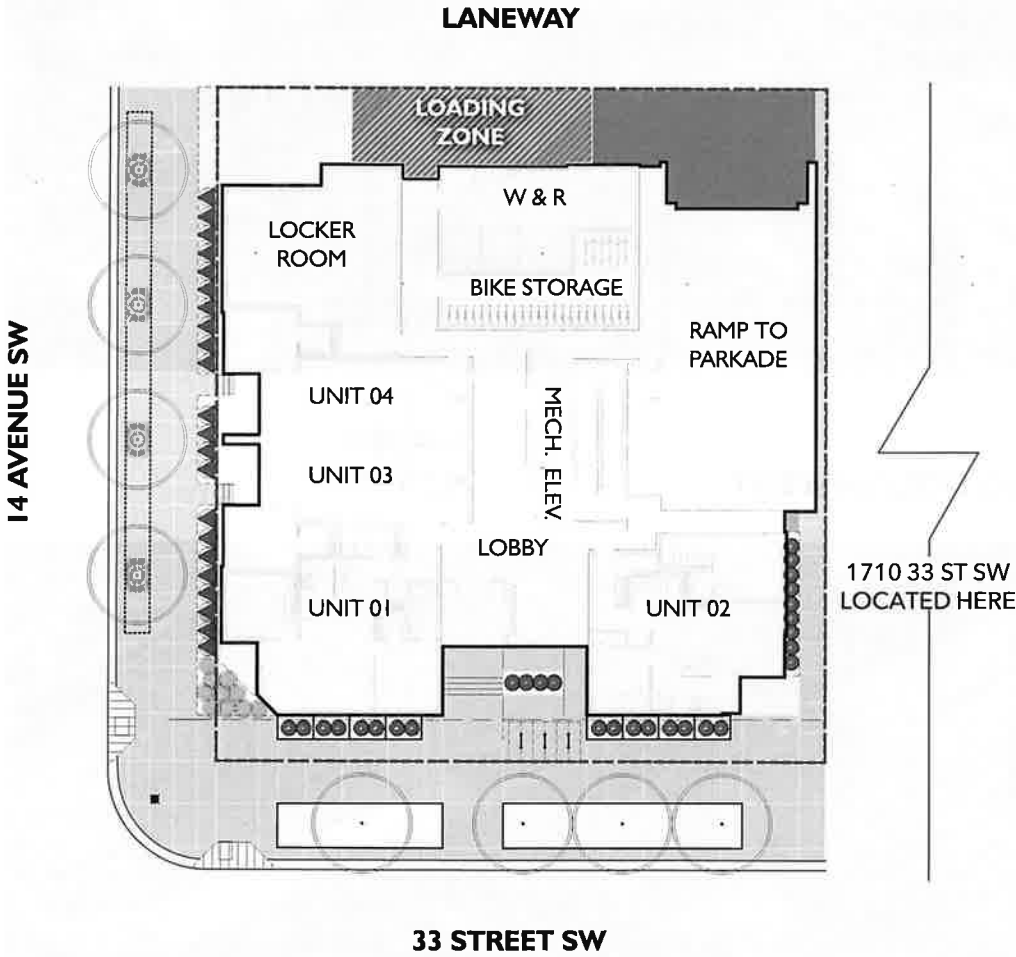 LANEWAY
LOADING
ZONE
W & R
LOCKER
ROOM
BIKE STORAGE
RAMP TO
PARKADE
14 AVENUE SW
UNIT 04
MECH. ELEV.
UNIT 03
LOBBY
1710 33 ST SW
LOCATED HERE
UNIT 01
UNIT 02
33 STREET SW